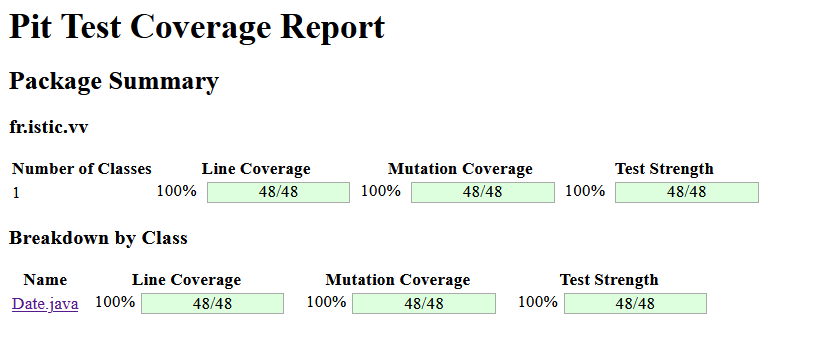 Pit Test Coverage Report
Package Summary
fr.istic.vv
Number of Classes Line Coverage Mutation Coverage Test Strength
1 100% 48/48 100% 48/48 100% 48/48
Breakdown by Class
Name Line Coverage Mutation Coverage Test Strength
Date.java 100% 48/48 100% 48/48 100% 48/48